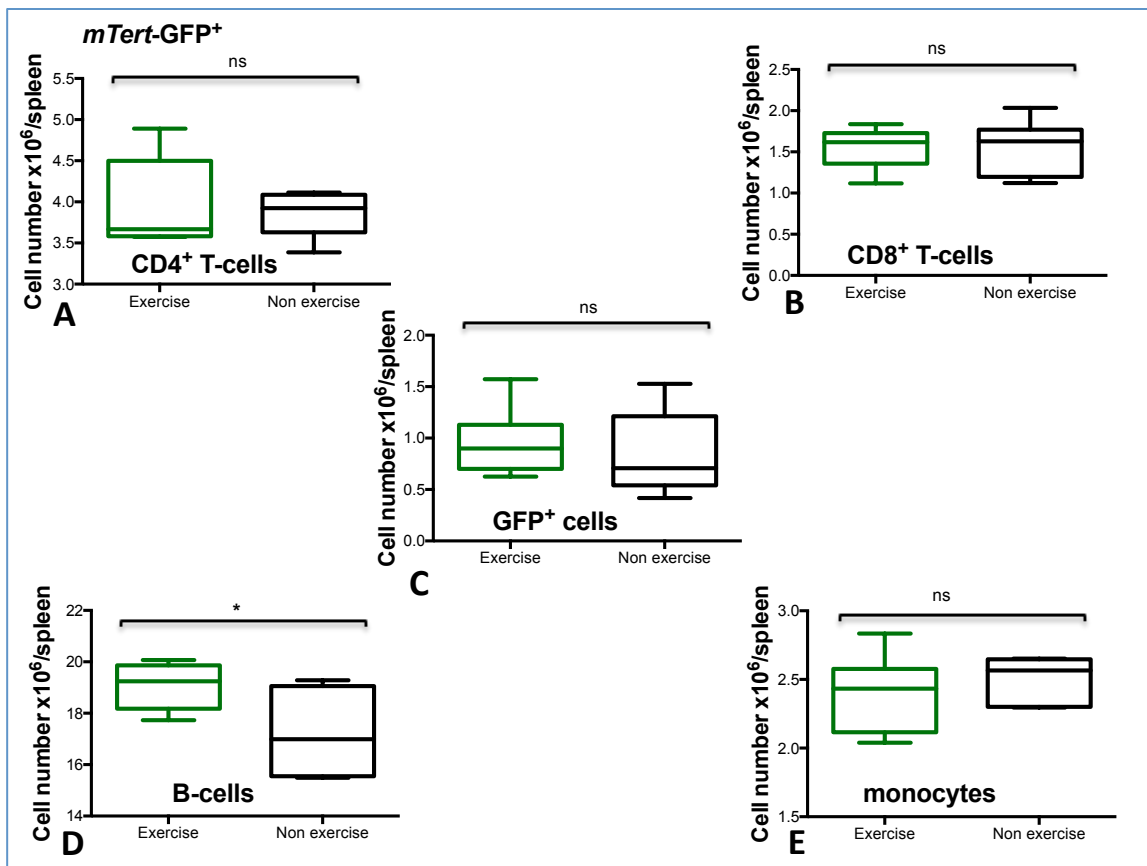 mTert-GFP⁺
ns
Cell number x10⁶/spleen
5.5
5.0
4.5
4.0
3.5
3.0
CD4⁺ T-cells
Exercise
Non exercise
A
ns
Cell number x10⁶/spleen
2.5
2.0
1.5
1.0
0.5
0.0
CD8⁺ T-cells
Exercise
Non exercise
B
ns
Cell number x10⁶/spleen
2.0
1.5
1.0
0.5
0.0
GFP⁺ cells
Exercise
Non exercise
C
*
Cell number x10⁶/spleen
22
20
18
16
14
B-cells
Exercise
Non exercise
D
ns
Cell number x10⁶/spleen
3.0
2.5
2.0
1.5
monocytes
Exercise
Non exercise
E